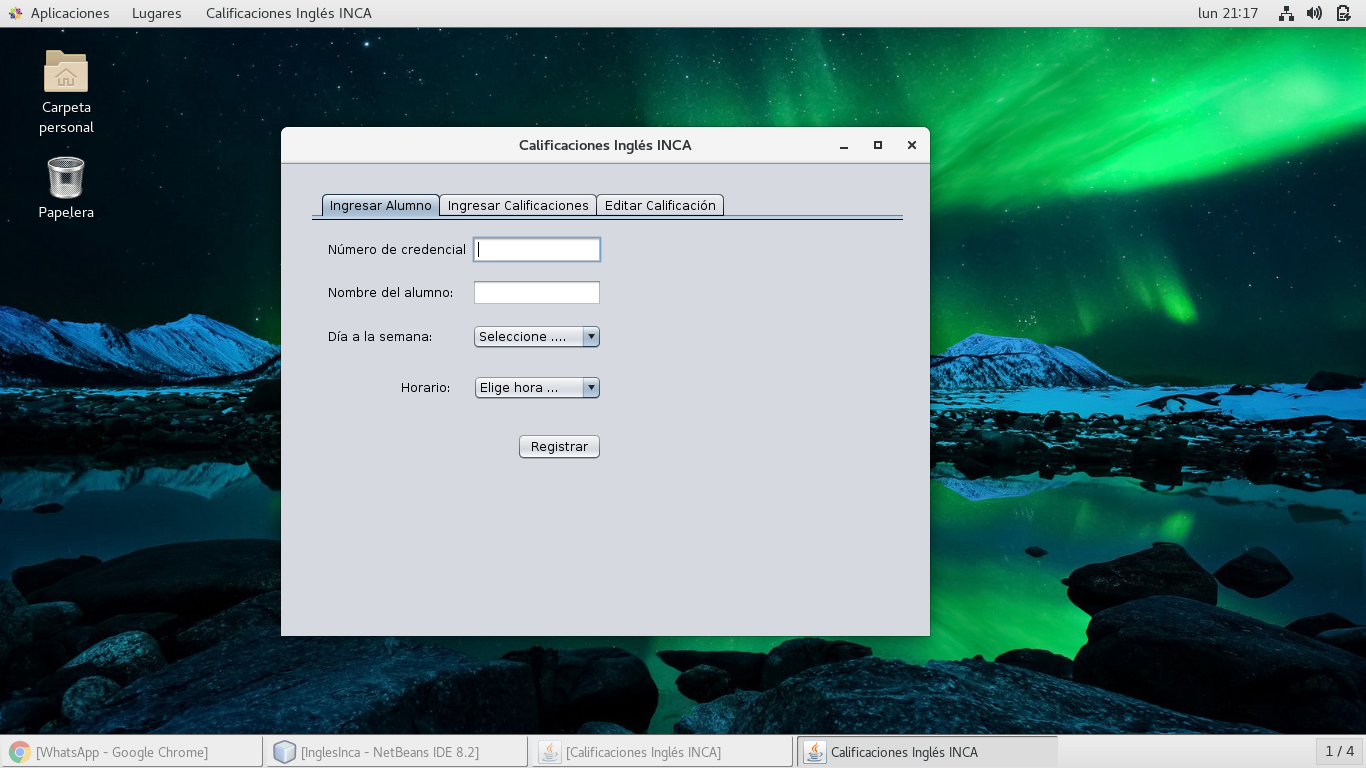 Aplicaciones Lugares Calificaciones Inglés INCA lun 21:17
Carpeta
personal
Papelera
Calificaciones Inglés INCA
Ingresar Alumno Ingresar Calificaciones Editar Calificación
Número de credencial
Nombre del alumno:
Día a la semana: Seleccione ....
Horario: Elige hora ...
Registrar
[WhatsApp - Google Chrome] [InglesInca - NetBeans IDE 8.2] [Calificaciones Inglés INCA] Calificaciones Inglés INCA 1 / 4